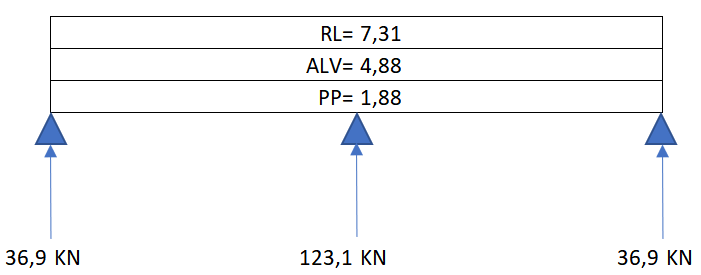 RL= 7,31
ALV= 4,88
PP= 1,88
36,9 KN
123,1 KN
36,9 KN